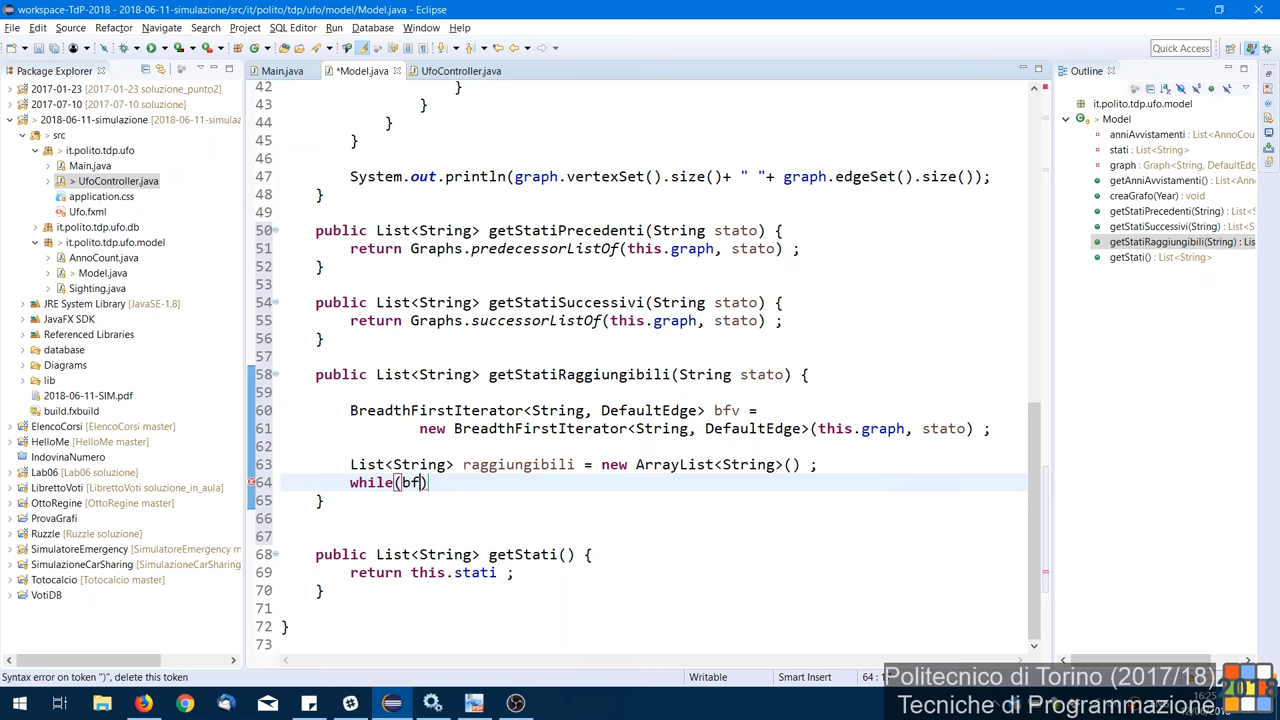 workspace-TdP-2018 - 2018-06-11-simulazione/src/it/polito/tdp/ufo/model/Model.java - Eclipse
File Edit Source Refactor Navigate Search Project SQL Editor Run Database Window Help
Quick Access
Package Explorer
Main.java
*Model.java
UfoController.java
Outline
2017-01-23 [2017-01-23 soluzione_punto2]
2017-07-10 [2017-01-23 soluzione]
> 2018-06-11-simulazione [2018-06-11-simulaz
> src
> it.polito.tdp.ufo
> Main.java
> UfoController.java
application.css
Ufo.fxml
it.polito.tdp.ufo.db
> it.polito.tdp.ufo.model
AnnoCount.java
> Model.java
Sighting.java
JRE System Library [JavaSE-1.8]
JavaFX SDK
Referenced Libraries
database
Diagrams
lib
2018-06-11-SIM.pdf
build.fxbuild
ElencoCorsi [ElencoCorsi master]
HelloMe [HelloMe master]
IndovinaNumero
Lab06 [Lab06 soluzione]
LibrettoVoti [LibrettoVoti soluzione_in_aula]
OttoRegine [OttoRegine master]
ProvaGrafi
Ruzzle [Ruzzle soluzione]
SimulatoreEmergency [SimulatoreEmergency m
SimulazioneCarSharing [SimulazioneCarSharing
Totocalcio [Totocalcio master]
VotiDB
42 }
43 }
44 }
45 }
46
47 System.out.println(graph.vertexSet().size()+ " "+ graph.edgeSet().size());
48 }
49
50 public List<String> getStatiPrecedenti(String stato) {
51 return Graphs.predecessorListOf(this.graph, stato) ;
52 }
53
54 public List<String> getStatiSuccessivi(String stato) {
55 return Graphs.successorListOf(this.graph, stato) ;
56 }
57
58 public List<String> getStatiRaggiungibili(String stato) {
59
60 BreadthFirstIterator<String, DefaultEdge> bfv =
61 new BreadthFirstIterator<String, DefaultEdge>(this.graph, stato) ;
62
63 List<String> raggiungibili = new ArrayList<String>() ;
64 while(bf)
65 }
66
67
68 public List<String> getStati() {
69 return this.stati ;
70 }
71
72 }
73
it.polito.tdp.ufo.model
> Model
anniAvvistamenti : List<AnnoCou
stati : List<String>
graph : Graph<String, DefaultEdg
getAnniAvvistamenti() : List<Ann
creaGrafo(Year) : void
getStatiPrecedenti(String) : List<S
getStatiSuccessivi(String) : List<St
getStatiRaggiungibili(String) : Lis
getStati() : List<String>
Syntax error on token ")", delete this token
Writable
Smart Insert
64 :
Politecnico di Torino (2017/18)
Tecniche di Programmazione
2018
16:25